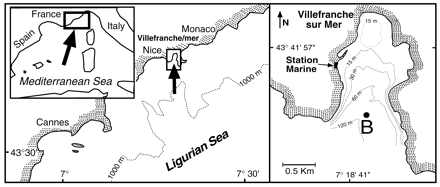 France
Spain
Italy
Mediterranean Sea
Monaco
Villefranche/mer
Nice
1000 m
Cannes
Ligurian Sea
1000 m
43°30'
7°
7° 30'
N
Villefranche
sur Mer
15 m
43° 41' 57"
Station
Marine
15 m
30 m
60 m
120 m
B
0.5 Km
7° 18' 41"